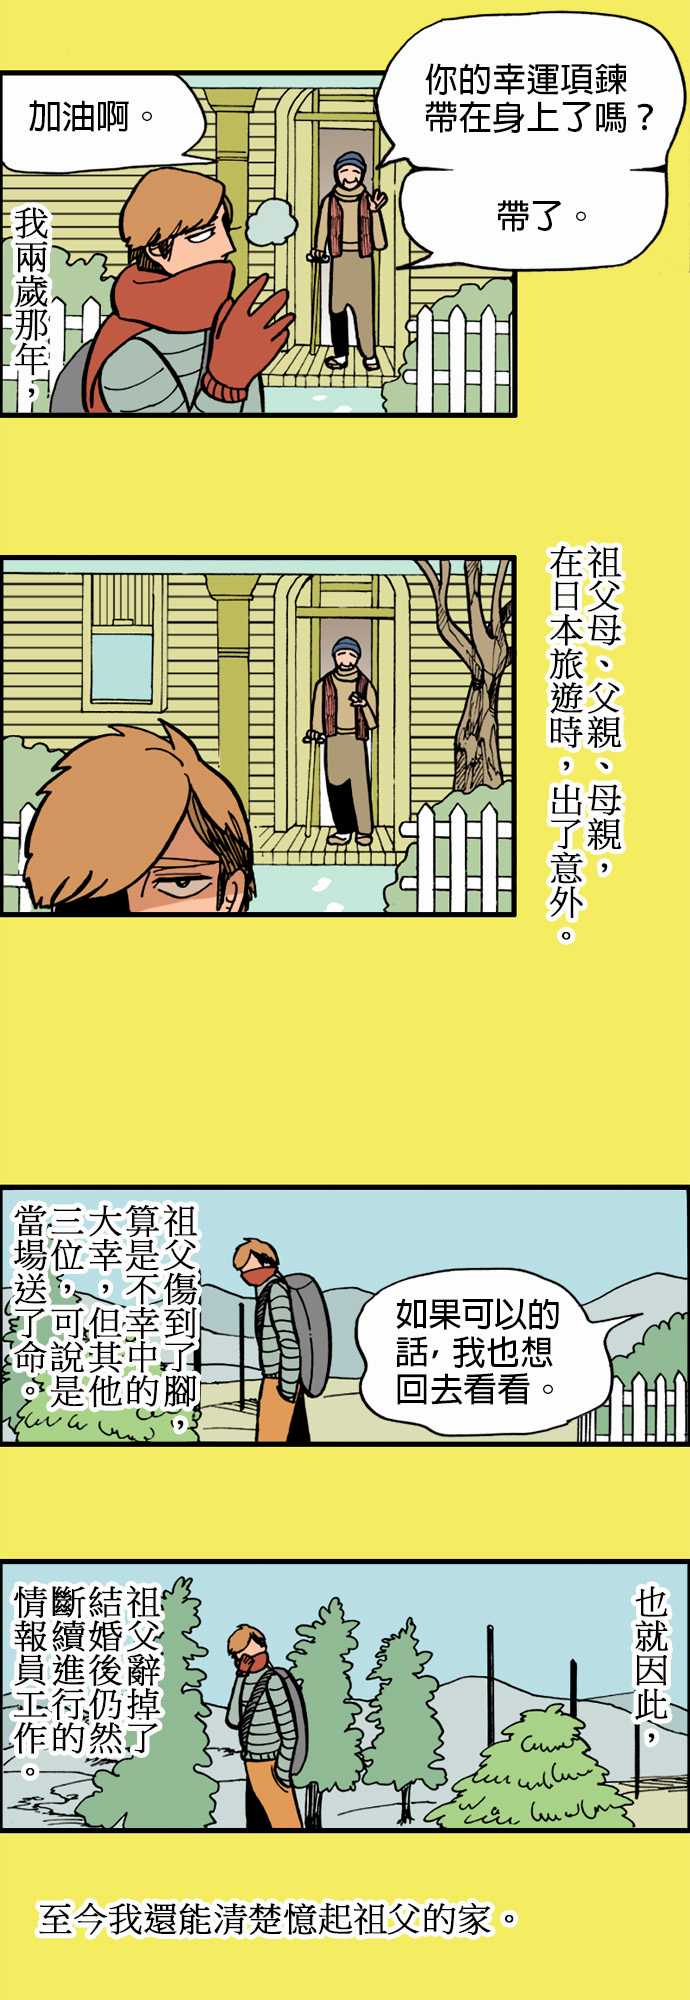 你的幸運項鍊
帶在身上了嗎？
帶了。
加油啊。
我兩歲那年，
祖父母、父親、母親，
在日本旅遊時，出了意外。
祖父傷到了腳，
算是不幸中的
大幸，但其他
三位，可說是
當場送了命。
如果可以的
話，我也想
回去看看。
也就因此，
祖父辭掉了
結婚後仍然
斷續進行的
情報員工作。
至今我還能清楚憶起祖父的家。